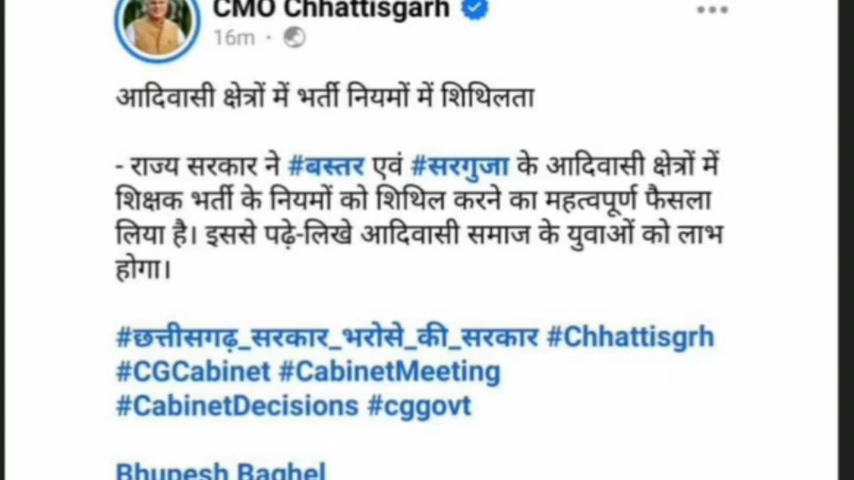 CMO Chhattisgarh
16m ·
आदिवासी क्षेत्रों में भर्ती नियमों में शिथिलता
- राज्य सरकार ने #बस्तर एवं #सरगुजा के आदिवासी क्षेत्रों में
शिक्षक भर्ती के नियमों को शिथिल करने का महत्वपूर्ण फैसला
लिया है। इससे पढ़े-लिखे आदिवासी समाज के युवाओं को लाभ
होगा।
#छत्तीसगढ़_सरकार_भरोसे_की_सरकार #Chhattisgrh
#CGCabinet #CabinetMeeting
#CabinetDecisions #cggovt
Bhupesh Baghel